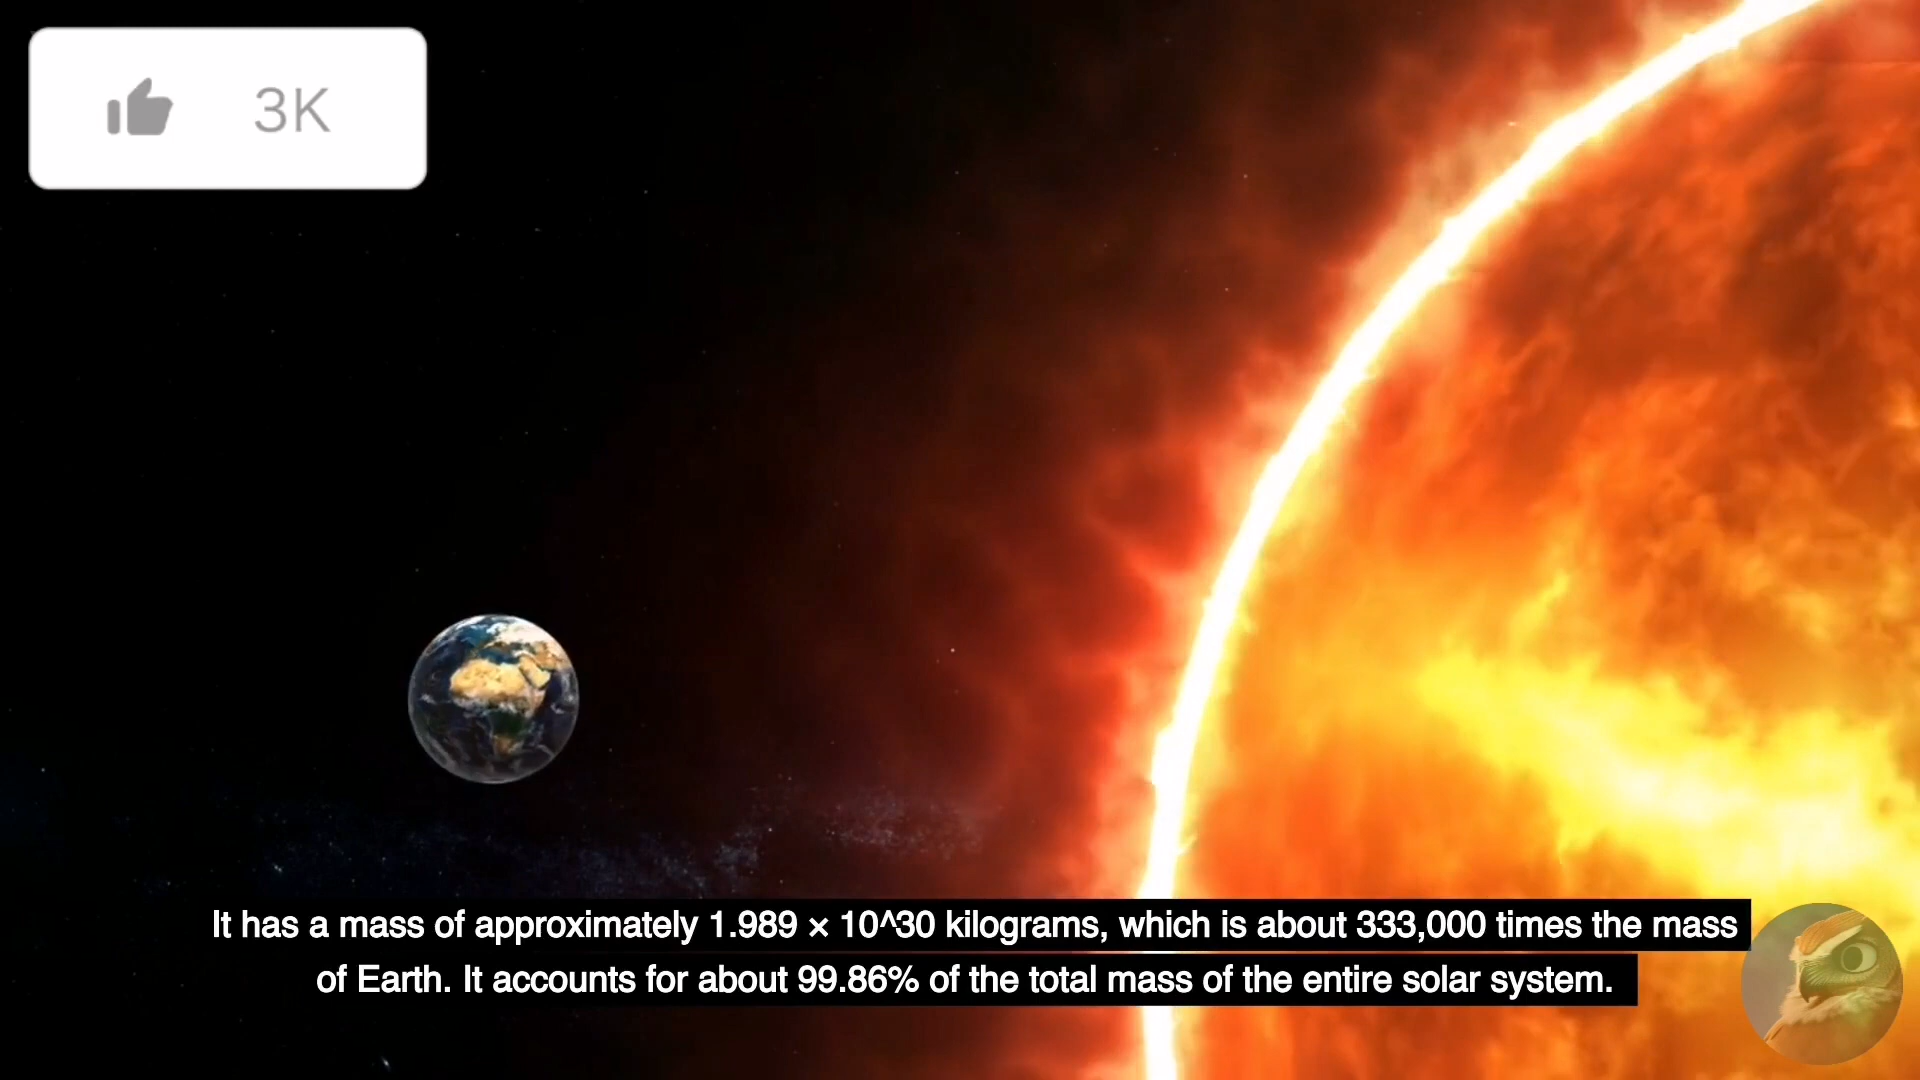 3K
It has a mass of approximately 1.989 × 10^30 kilograms, which is about 333,000 times the mass
of Earth. It accounts for about 99.86% of the total mass of the entire solar system.